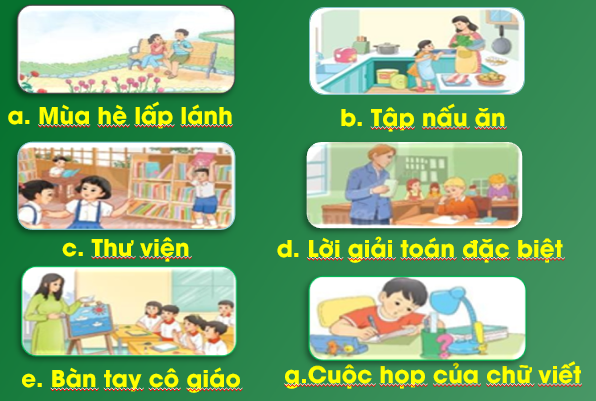 a. Mùa hè lấp lánh
b. Tập nấu ăn
c. Thư viện
d. Lời giải toán đặc biệt
e. Bàn tay cô giáo
g.Cuộc họp của chữ viết